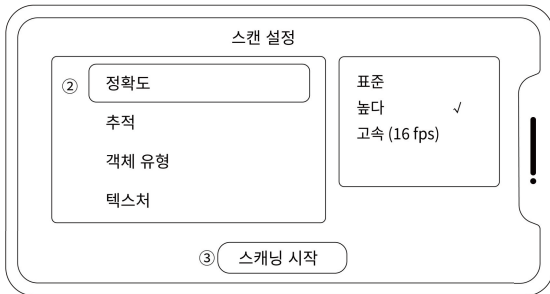 스캔 설정
② 정확도
추적
객체 유형
텍스처
표준
높다 √
고속 (16 fps)
③ 스캐닝 시작